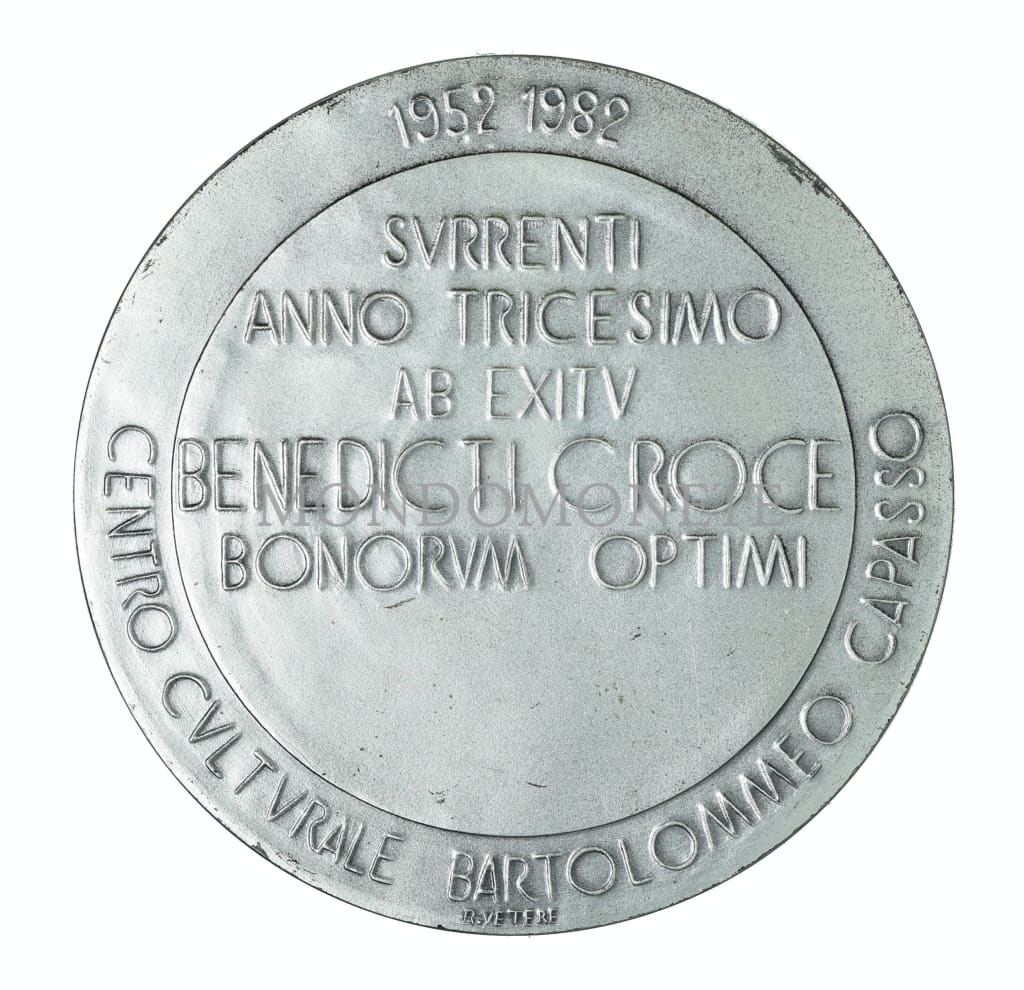 1952 1982
SVRRENTI
ANNO TRICESIMO
AB EXITV
BENEDICTI CROCE
MONDOMONETE
BONORVM OPTIMI
CENTRO CVLTVRALE BARTOLOMMEO CAPASSO
R. VETERE